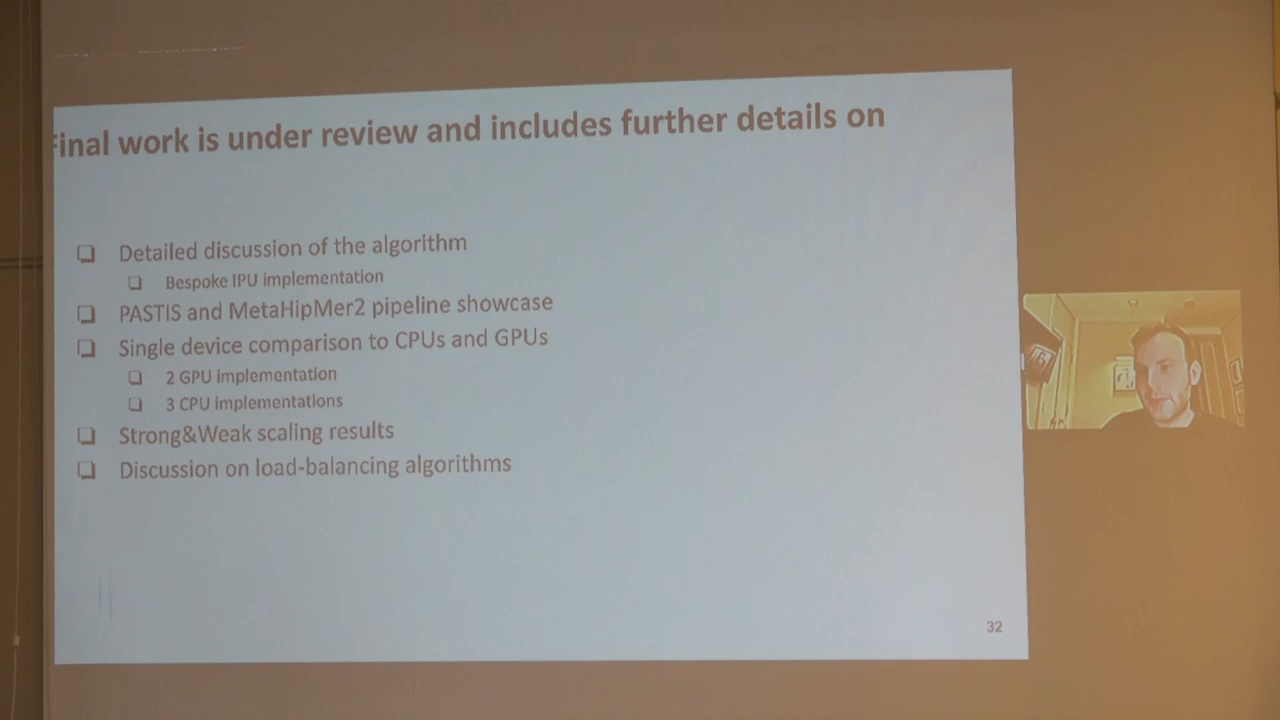 Final work is under review and includes further details on
Detailed discussion of the algorithm
Bespoke IPU implementation
PASTIS and MetaHipMer2 pipeline showcase
Single device comparison to CPUs and GPUs
2 GPU Implementation
3 CPU implementations
Strong&Weak scaling results
Discussion on load-balancing algorithms
32